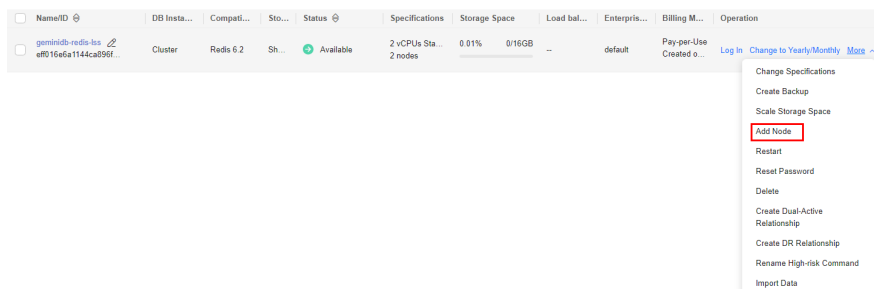 Name/ID DB Insta... Compati... Sto... Status Specifications Storage Space Load bal... Enterpris... Billing M... Operation
geminidb-redis-lss
eff016e6a1144ca896f...
Cluster
Redis 6.2
Sh...
Available
2 vCPUs Sta...
2 nodes
0.01% 0/16GB
--
default
Pay-per-Use
Created o...
Log In Change to Yearly/Monthly More
Change Specifications
Create Backup
Scale Storage Space
Add Node
Restart
Reset Password
Delete
Create Dual-Active
Relationship
Create DR Relationship
Rename High-risk Command
Import Data